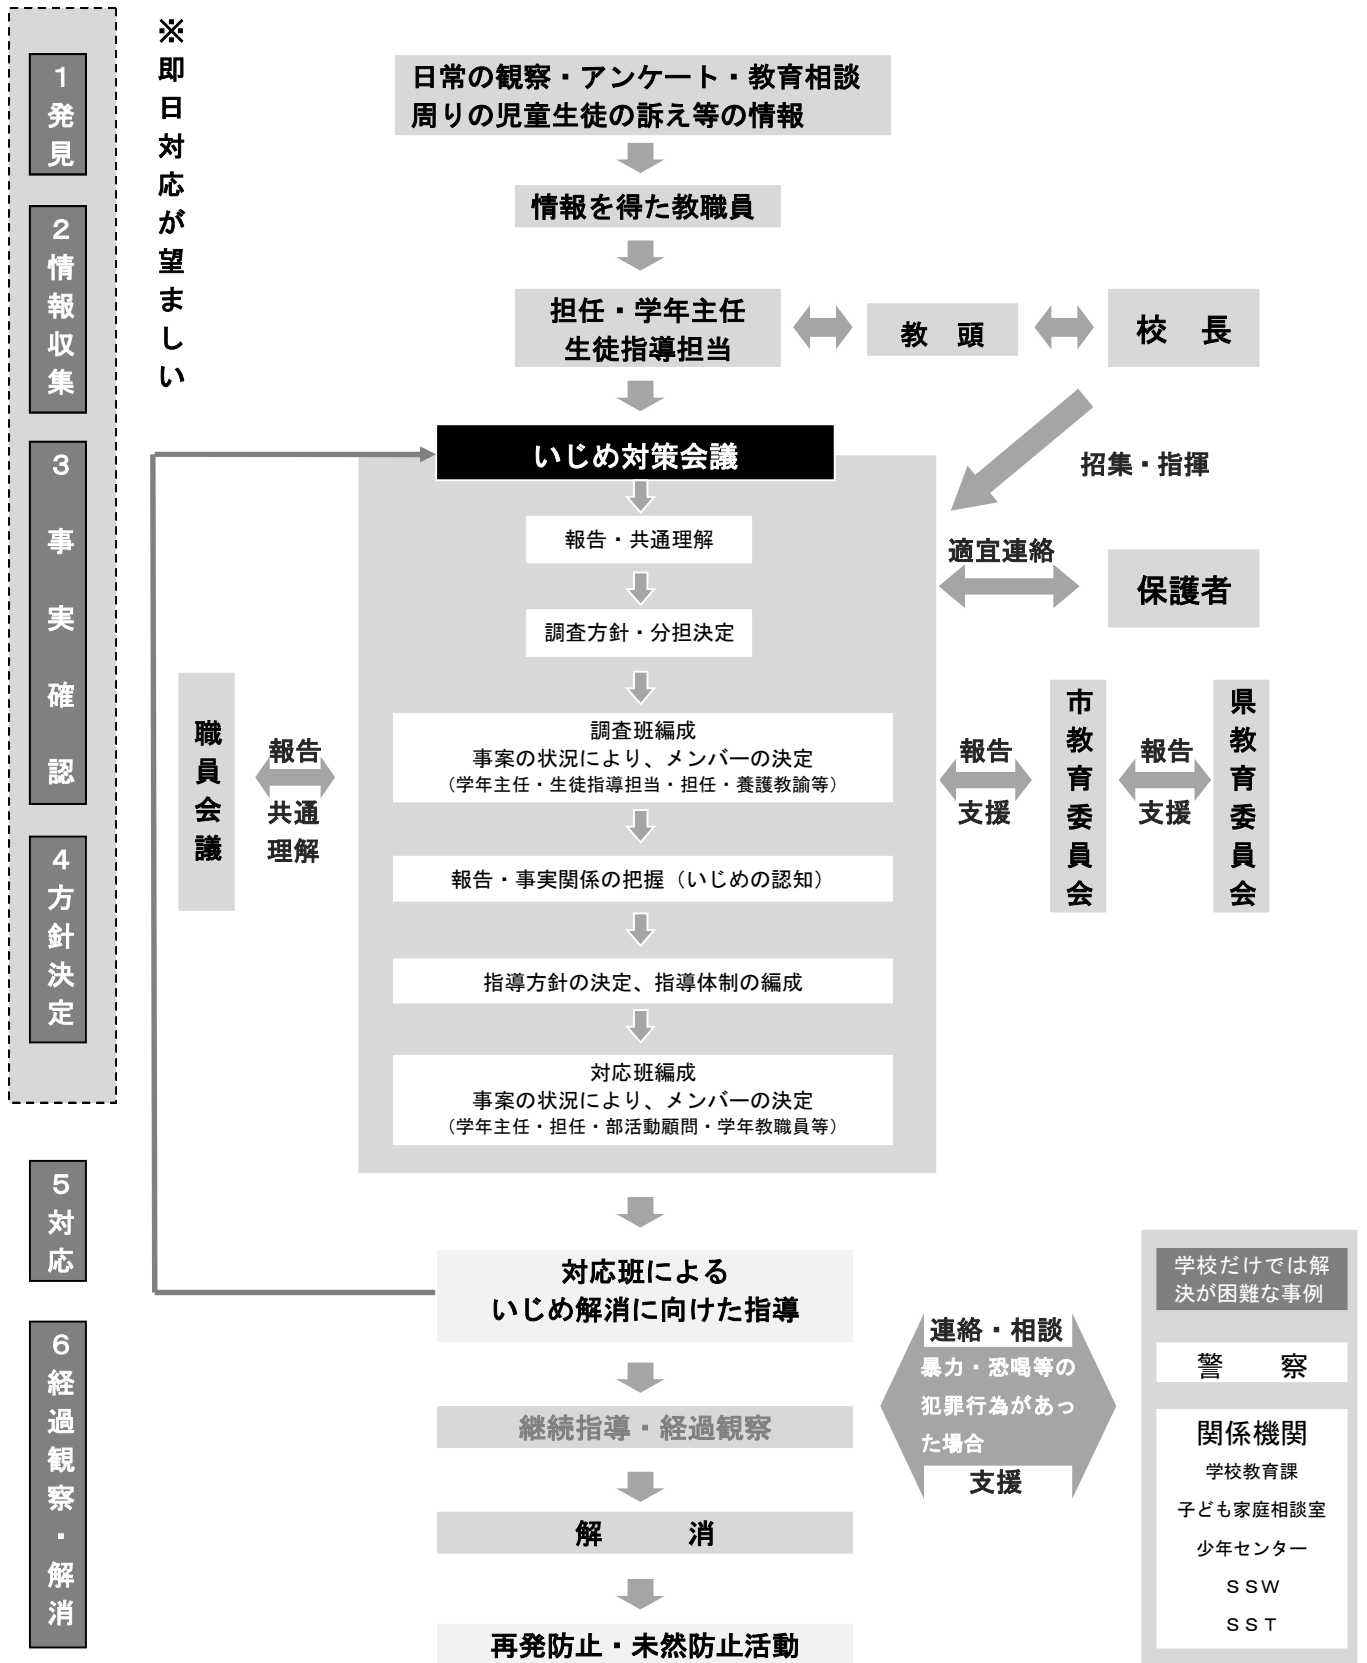 １発見
２情報収集
３事実確認
４方針決定
５対応
６経過観察・解消
※即日対応が望ましい
日常の観察・アンケート・教育相談
周りの児童生徒の訴え等の情報
情報を得た教職員
担任・学年主任
生徒指導担当
教　頭
校　長
招集・指揮
いじめ対策会議
報告・共通理解
調査方針・分担決定
調査班編成
事案の状況により、メンバーの決定
（学年主任・生徒指導担当・担任・養護教諭等）
報告・事実関係の把握（いじめの認知）
指導方針の決定、指導体制の編成
対応班編成
事案の状況により、メンバーの決定
（学年主任・担任・部活動顧問・学年教職員等）
職員会議
報告
共通
理解
適宜連絡
保護者
報告
支援
市教育委員会
報告
支援
県教育委員会
対応班による
いじめ解消に向けた指導
継続指導・経過観察
解　　　消
再発防止・未然防止活動
連絡・相談
暴力・恐喝等の
犯罪行為があっ
た場合
支援
学校だけでは解
決が困難な事例
警　　察
関係機関
学校教育課
子ども家庭相談室
少年センター
ＳＳＷ
ＳＳＴ